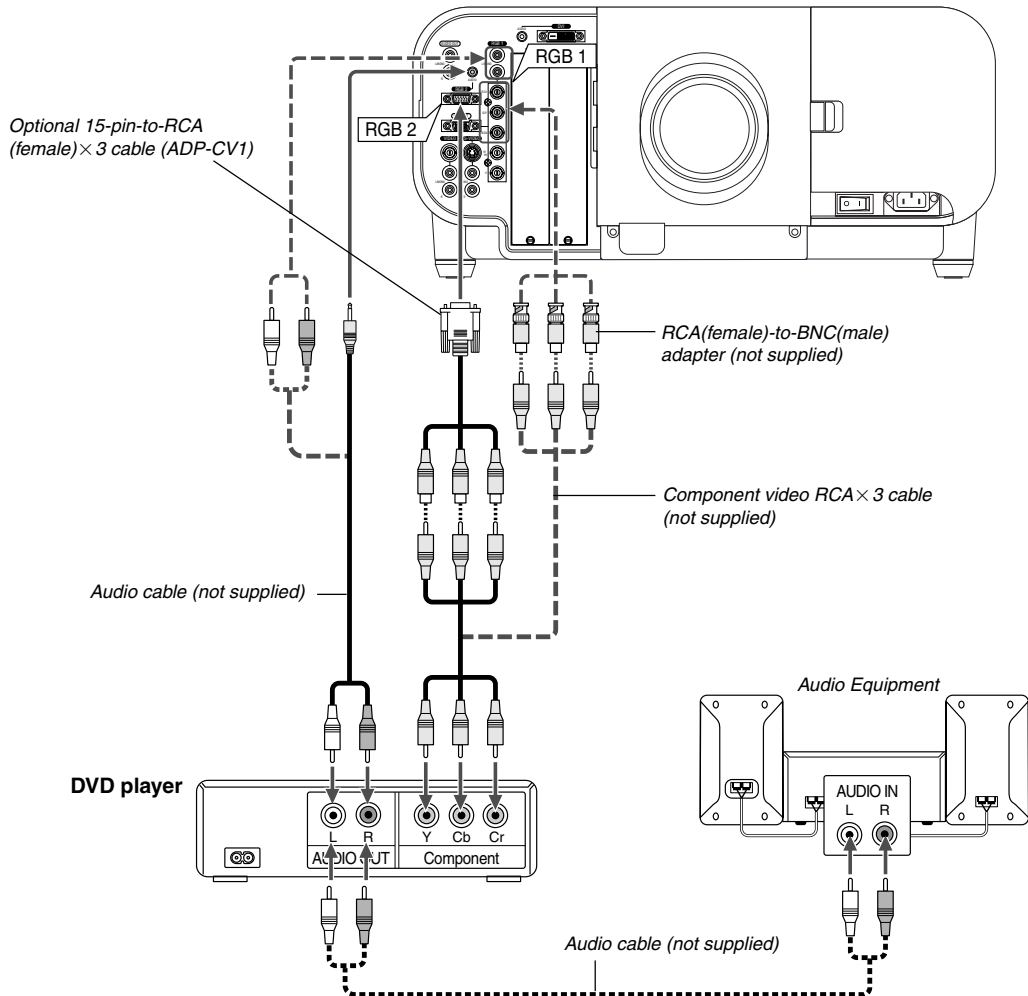 RGB 1
RGB 2
Optional 15-pin-to-RCA
(female)×3 cable (ADP-CV1)
RCA(female)-to-BNC(male)
adapter (not supplied)
Component video RCA×3 cable
(not supplied)
Audio cable (not supplied)
Audio Equipment
DVD player
AUDIO IN
L R
L R
AUDIO OUT
Y Cb Cr
Component
Audio cable (not supplied)